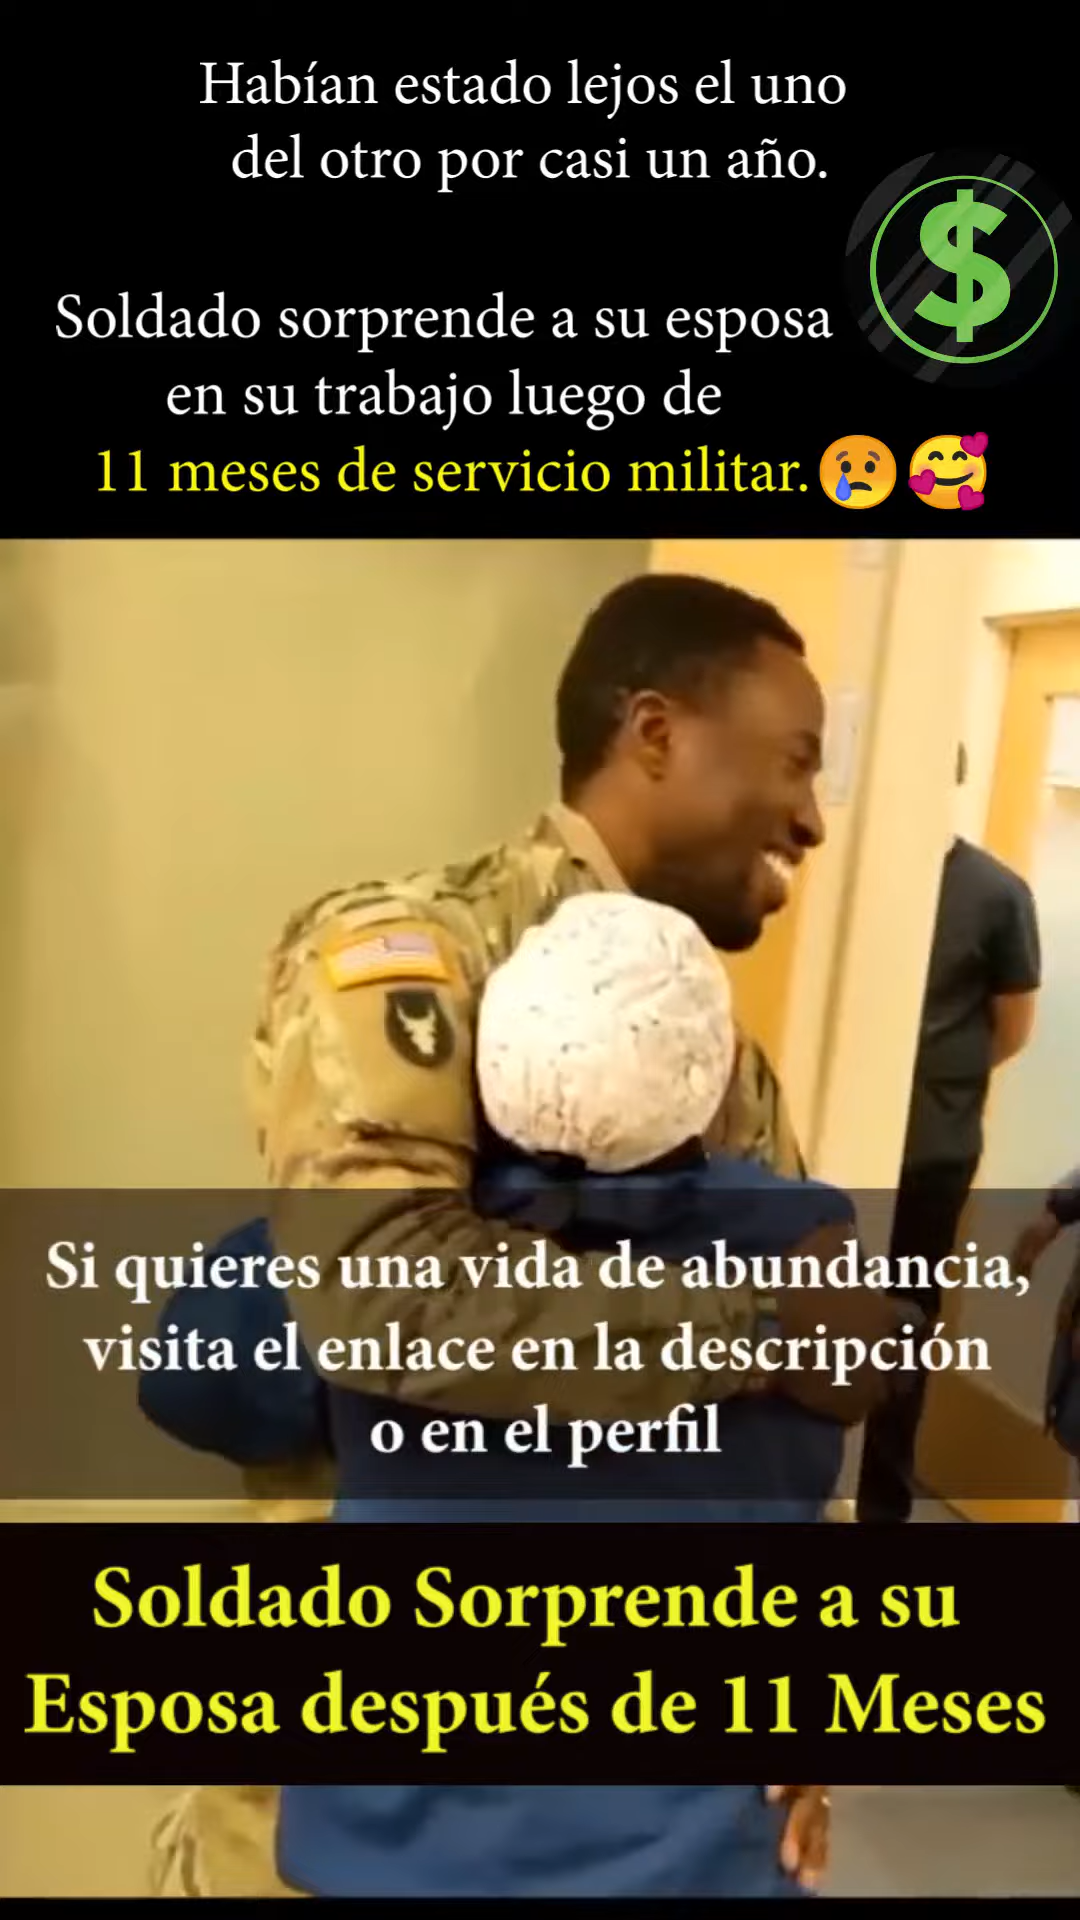 Habían estado lejos el uno
del otro por casi un año.
Soldado sorprende a su esposa
en su trabajo luego de
11 meses de servicio militar.😢🥰
$
Si quieres una vida de abundancia,
visita el enlace en la descripción
o en el perfil
Soldado Sorprende a su
Esposa después de 11 Meses